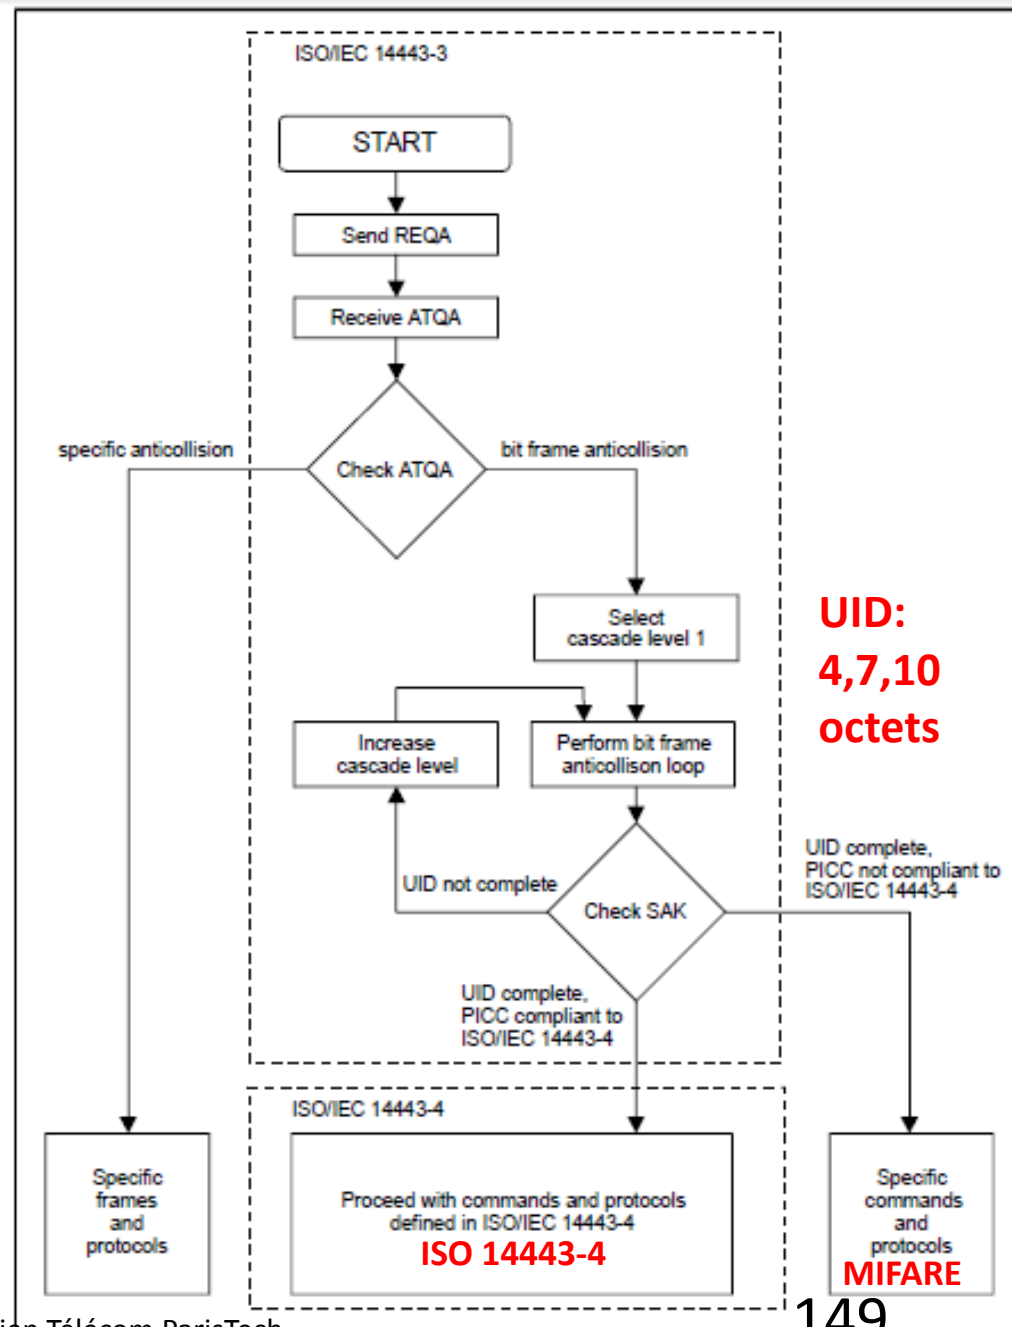 ISO/IEC 14443-3
START
Send REQA
Receive ATQA
specific anticollision
Check ATQA
bit frame anticollision
Select
cascade level 1
UID:
4,7,10
octets
Increase
cascade level
Perform bit frame
anticollison loop
UID not complete
Check SAK
UID complete,
PICC not compliant to
ISO/IEC 14443-4
UID complete,
PICC compliant to
ISO/IEC 14443-4
ISO/IEC 14443-4
Specific
frames
and
protocols
Proceed with commands and protocols
defined in ISO/IEC 14443-4
ISO 14443-4
Specific
commands
and
protocols
MIFARE
Télécom ParisTech
149